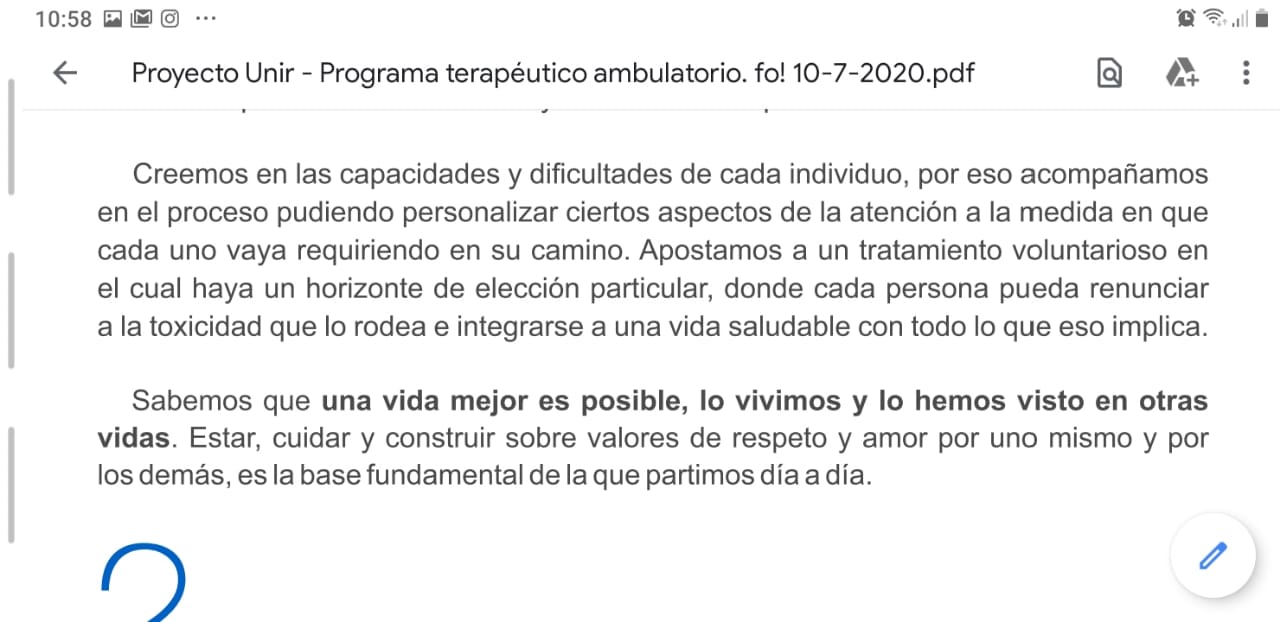 10:58
Proyecto Unir - Programa terapéutico ambulatorio. fo! 10-7-2020.pdf
Creemos en las capacidades y dificultades de cada individuo, por eso acompañamos
en el proceso pudiendo personalizar ciertos aspectos de la atención a la medida en que
cada uno vaya requiriendo en su camino. Apostamos a un tratamiento voluntarioso en
el cual haya un horizonte de elección particular, donde cada persona pueda renunciar
a la toxicidad que lo rodea e integrarse a una vida saludable con todo lo que eso implica.
Sabemos que una vida mejor es posible, lo vivimos y lo hemos visto en otras
vidas. Estar, cuidar y construir sobre valores de respeto y amor por uno mismo y por
los demás, es la base fundamental de la que partimos día a día.